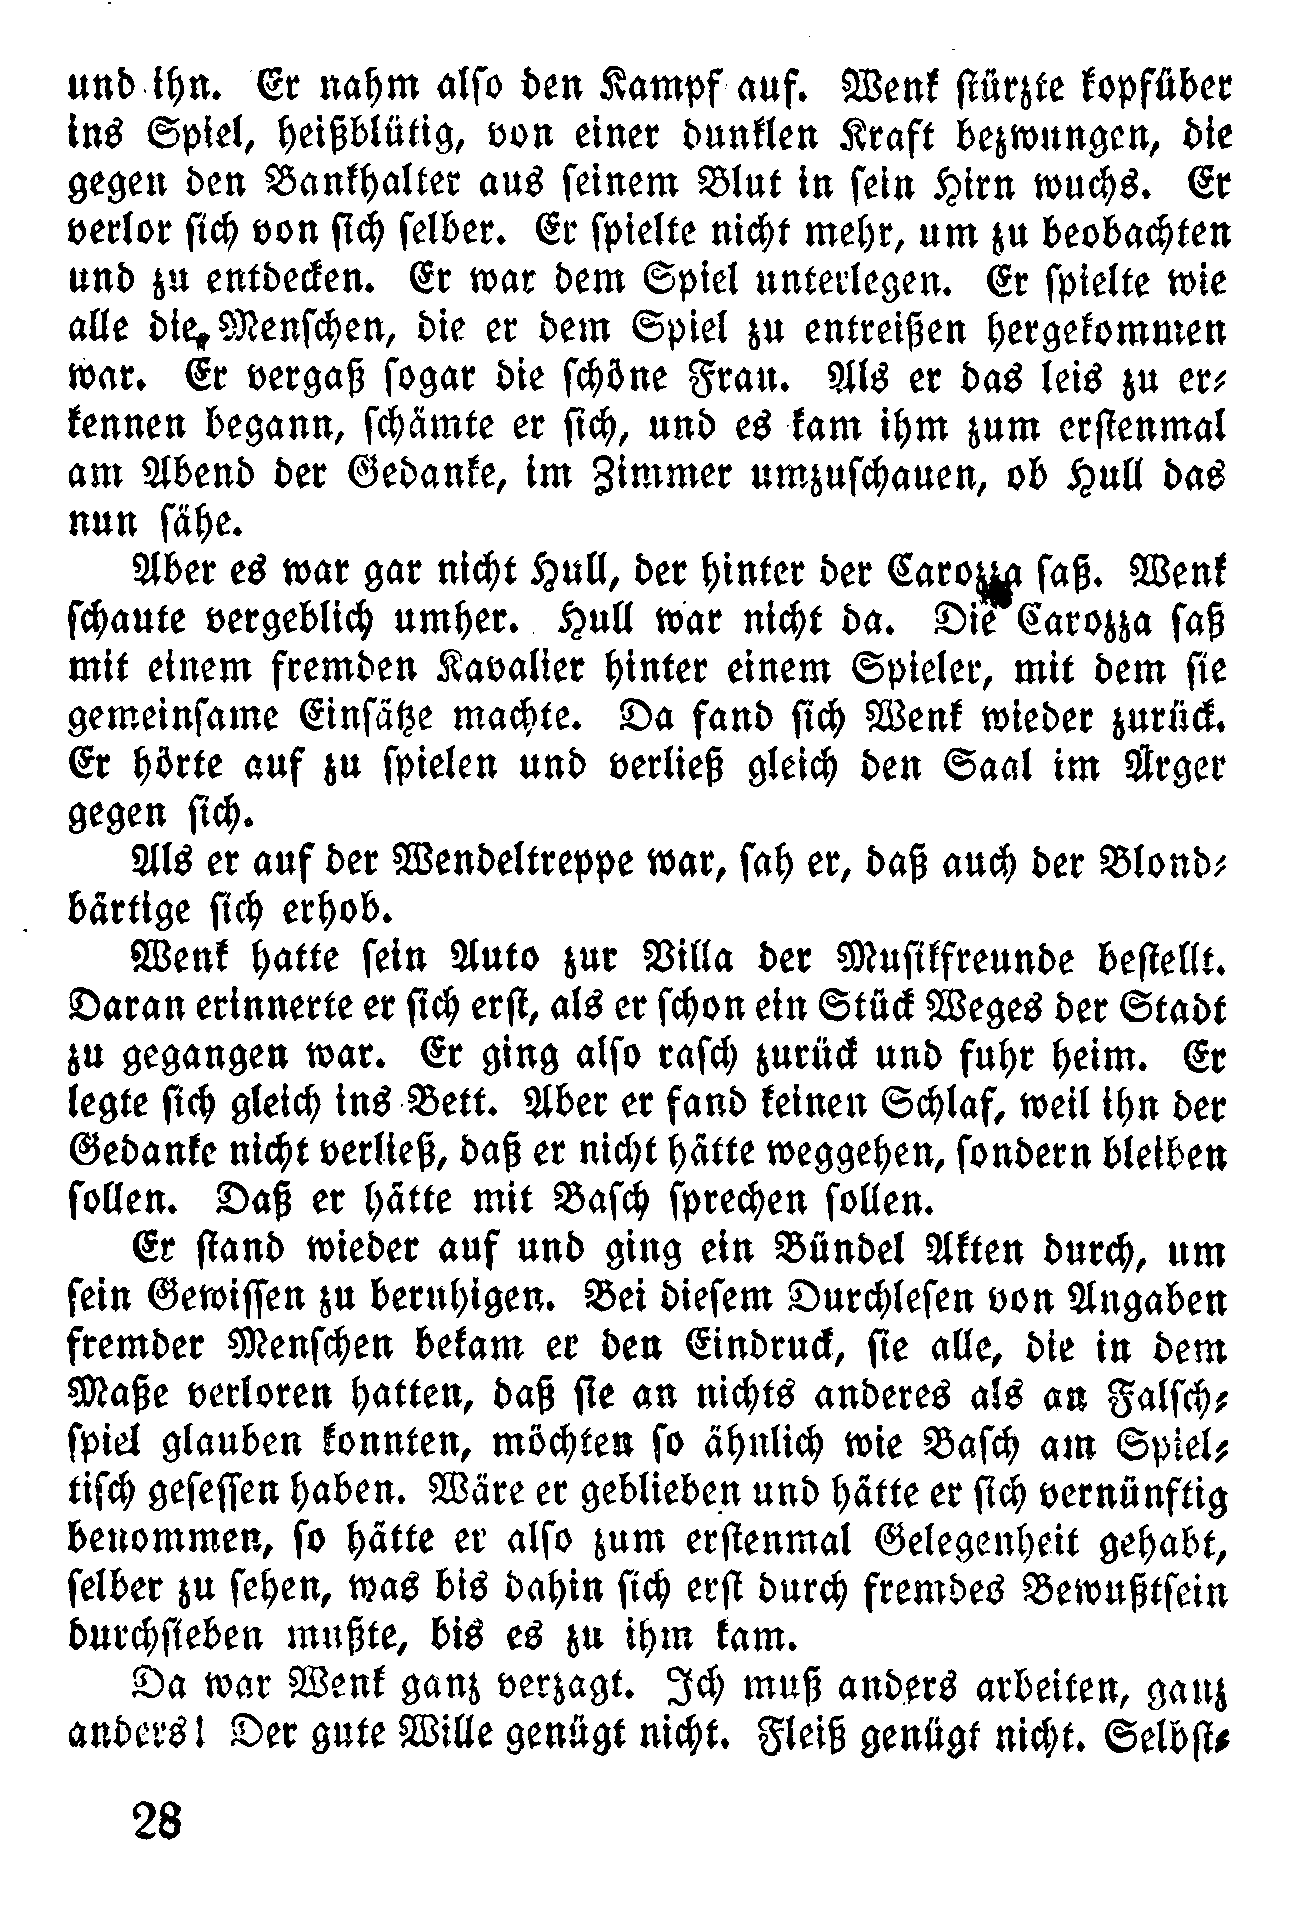 und ihn. Er nahm also den Kampf auf. Wenk stürzte kopfüber
ins Spiel, heißblütig, von einer dunklen Kraft bezwungen, die
gegen den Bankhalter aus seinem Blut in sein Hirn wuchs. Er
verlor sich von sich selber. Er spielte nicht mehr, um zu beobachten
und zu entdecken. Er war dem Spiel unterlegen. Er spielte wie
alle die Menschen, die er dem Spiel zu entreißen hergekommen
war. Er vergaß sogar die schöne Frau. Als er das leis zu er-
kennen begann, schämte er sich, und es kam ihm zum erstenmal
am Abend der Gedanke, im Zimmer umzuschauen, ob Hull das
nun sähe.
Aber es war gar nicht Hull, der hinter der Carozza saß. Wenk
schaute vergeblich umher. Hull war nicht da. Die Carozza saß
mit einem fremden Kavalier hinter einem Spieler, mit dem sie
gemeinsame Einsätze machte. Da fand sich Wenk wieder zurück.
Er hörte auf zu spielen und verließ gleich den Saal im Ärger
gegen sich.
Als er auf der Wendeltreppe war, sah er, daß auch der Blond-
bärtige sich erhob.
Wenk hatte sein Auto zur Villa der Musikfreunde bestellt.
Daran erinnerte er sich erst, als er schon ein Stück Weges der Stadt
zu gegangen war. Er ging also rasch zurück und fuhr heim. Er
legte sich gleich ins Bett. Aber er fand keinen Schlaf, weil ihn der
Gedanke nicht verließ, daß er nicht hätte weggehen, sondern bleiben
sollen. Daß er hätte mit Basch sprechen sollen.
Er stand wieder auf und ging ein Bündel Akten durch, um
sein Gewissen zu beruhigen. Bei diesem Durchlesen von Angaben
fremder Menschen bekam er den Eindruck, sie alle, die in dem
Maße verloren hatten, daß sie an nichts anderes als an Falsch-
spiel glauben konnten, möchten so ähnlich wie Basch am Spiel-
tisch gesessen haben. Wäre er geblieben und hätte er sich vernünftig
benommen, so hätte er also zum erstenmal Gelegenheit gehabt,
selber zu sehen, was bis dahin sich erst durch fremdes Bewußtsein
durchsieben mußte, bis es zu ihm kam.
Da war Wenk ganz verzagt. Ich muß anders arbeiten, ganz
anders! Der gute Wille genügt nicht. Fleiß genügt nicht. Selbst-
28